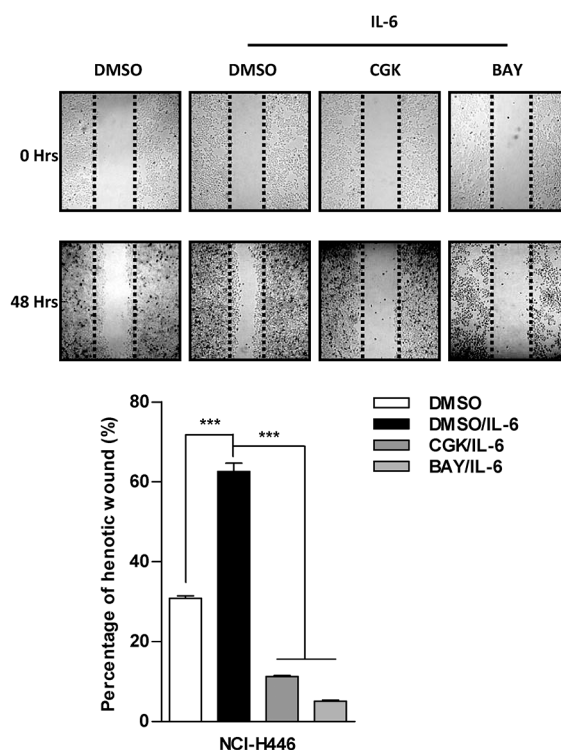 IL-6
DMSO DMSO CGK BAY
0 Hrs
48 Hrs
Percentage of henotic wound (%)
80
60
40
20
0
***
***
DMSO
DMSO/IL-6
CGK/IL-6
BAY/IL-6
NCI-H446